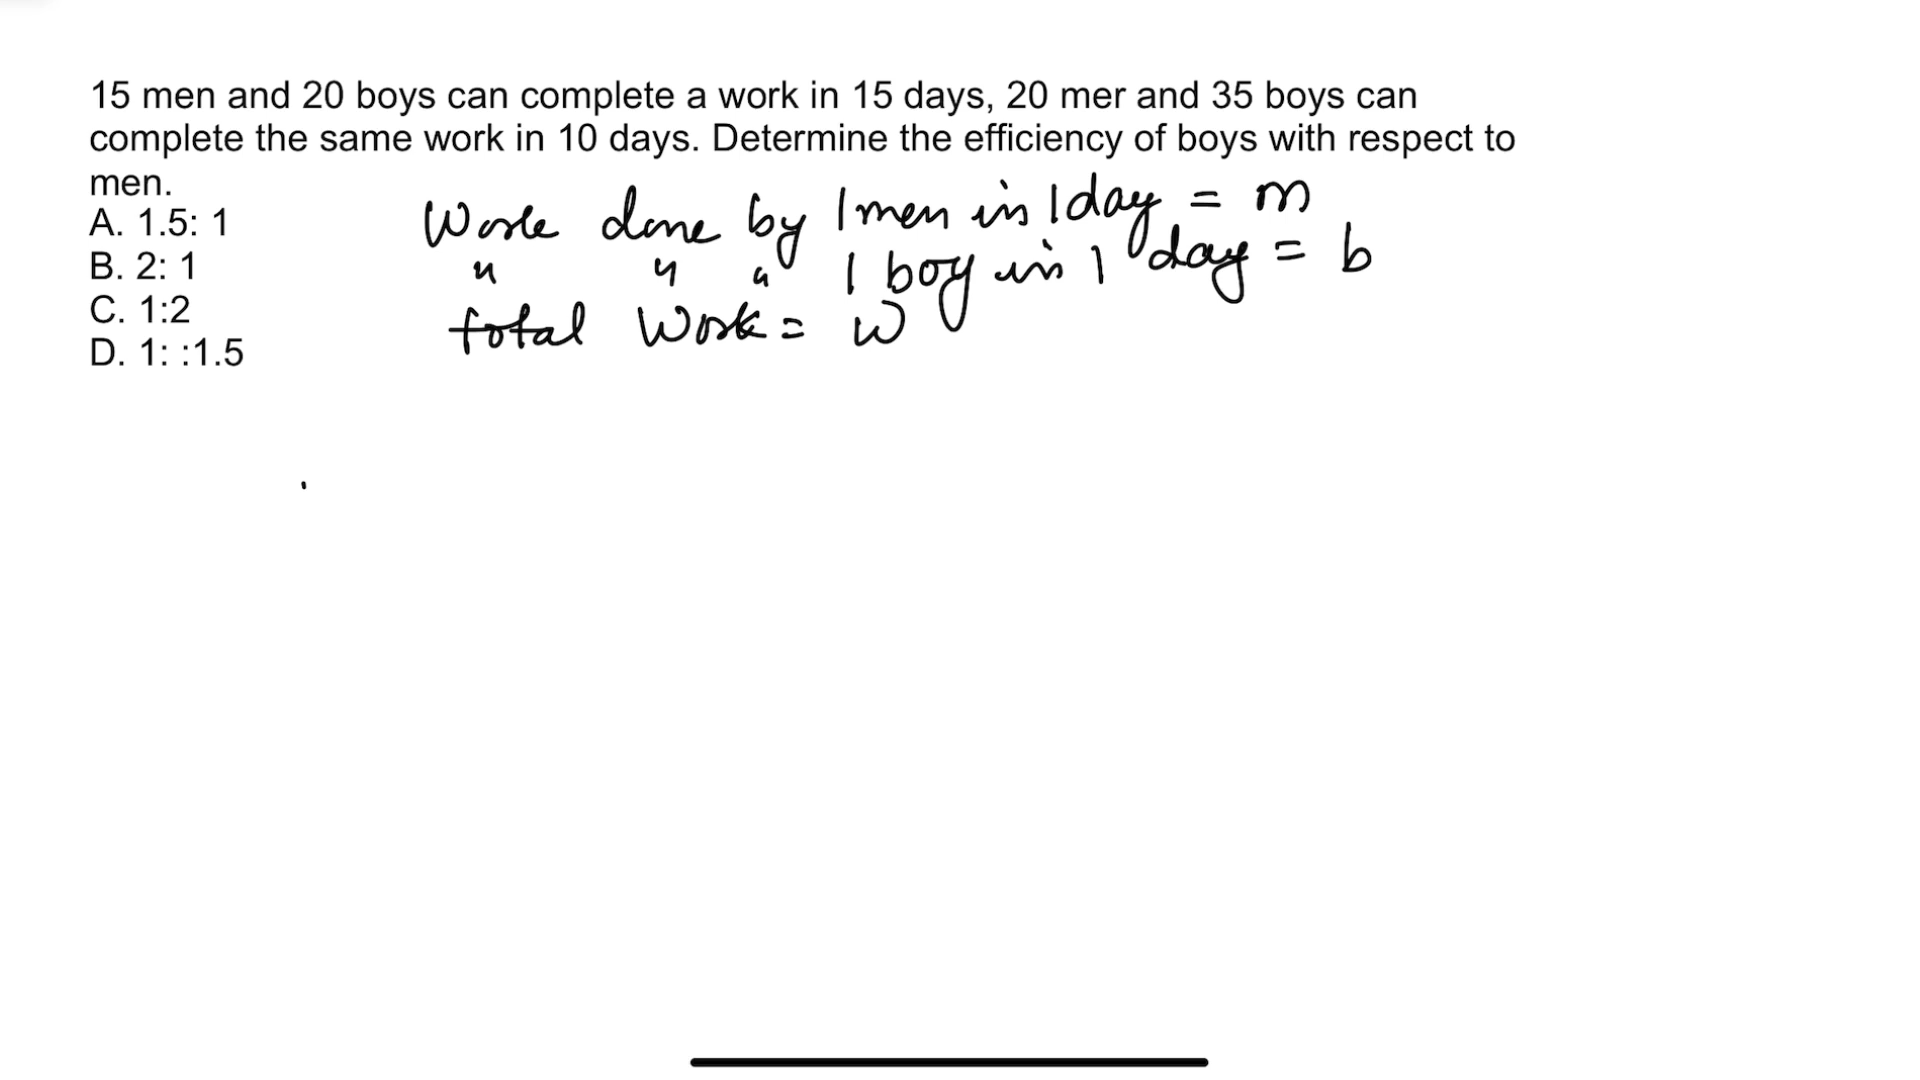 15 men and 20 boys can complete a work in 15 days, 20 mer and 35 boys can
complete the same work in 10 days. Determine the efficiency of boys with respect to
men.
A. 1.5: 1
B. 2: 1
C. 1:2
D. 1: :1.5
Work done by 1 men in 1 day = m
" " " 1 boy in 1 day = b
total work = w